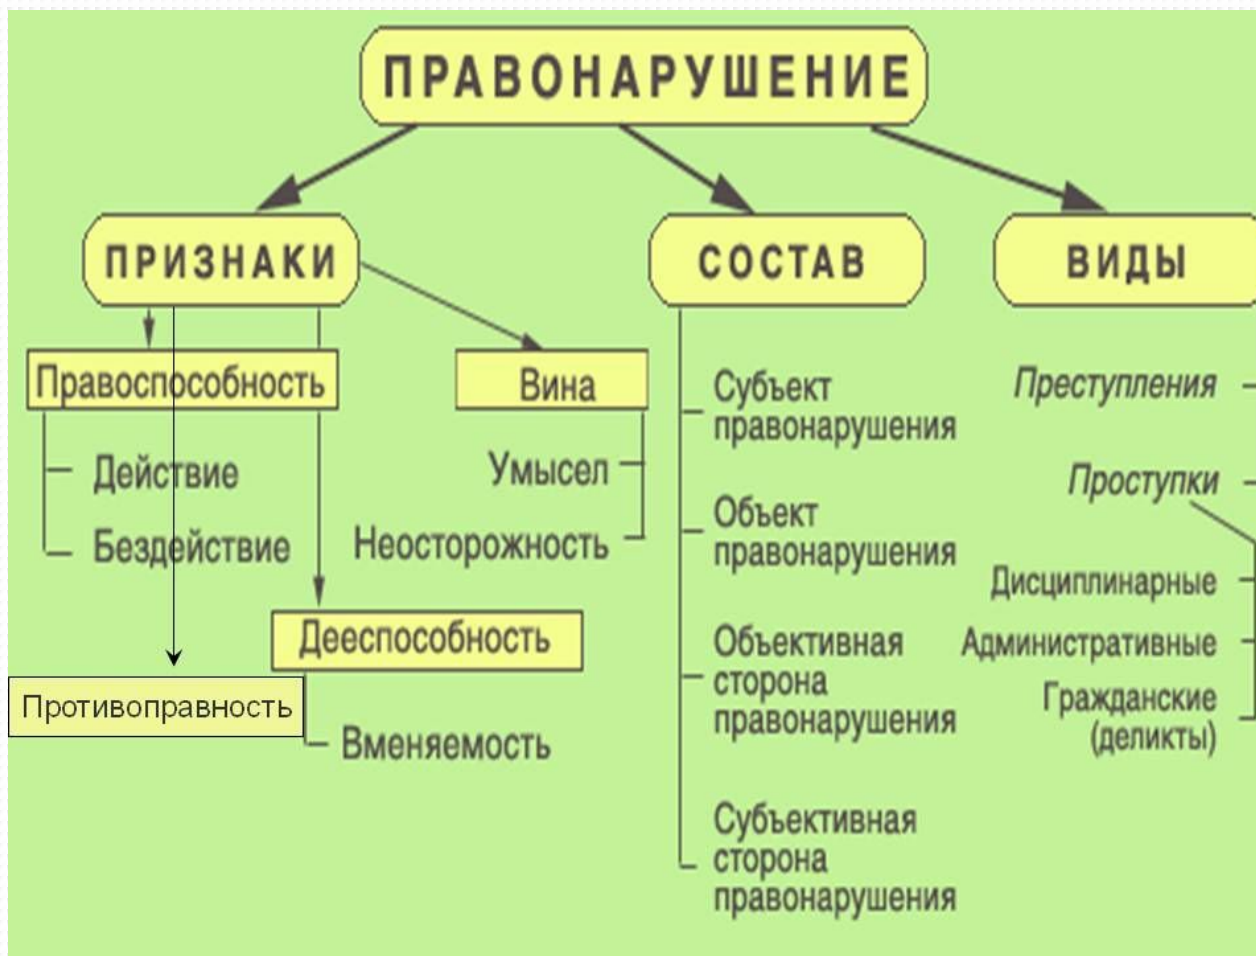 ПРАВОНАРУШЕНИЕ
ПРИЗНАКИ
Правоспособность
Действие
Бездействие
Вина
Умысел
Неосторожность
Дееспособность
Вменяемость
Противоправность
СОСТАВ
Субъект
правонарушения
Объект
правонарушения
Объективная
сторона
правонарушения
Субъективная
сторона
правонарушения
ВИДЫ
Преступления
Проступки
Дисциплинарные
Административные
Гражданские
(деликты)